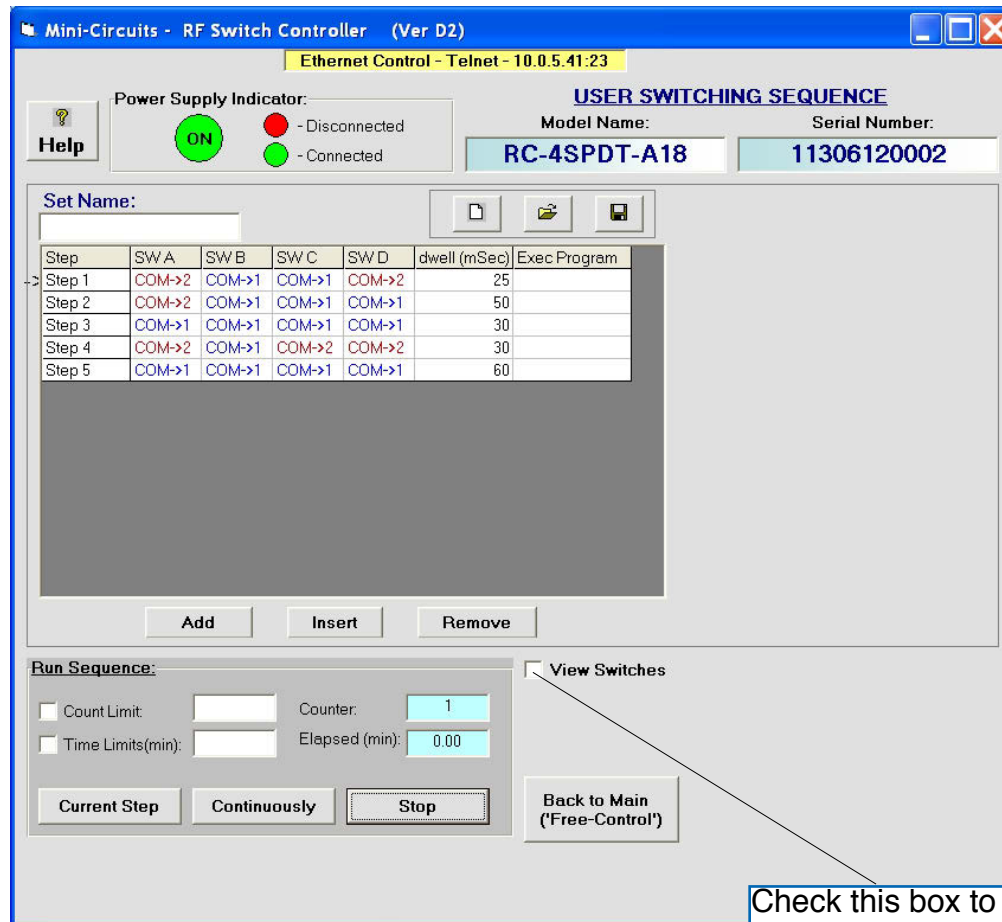 Mini-Circuits - RF Switch Controller (Ver D2)
Ethernet Control - Telnet - 10.0.5.41:23
? Help
Power Supply Indicator:
ON
- Disconnected
- Connected
USER SWITCHING SEQUENCE
Model Name: Serial Number:
RC-4SPDT-A18 11306120002
Set Name:
Step SW A SW B SW C SW D dwell (mSec) Exec Program
-> Step 1 COM->2 COM->1 COM->1 COM->2 25
Step 2 COM->2 COM->1 COM->1 COM->1 50
Step 3 COM->1 COM->1 COM->1 COM->1 30
Step 4 COM->2 COM->1 COM->2 COM->2 30
Step 5 COM->1 COM->1 COM->1 COM->1 60
Add Insert Remove
Run Sequence:
View Switches
Count Limit: Counter: 1
Time Limits(min): Elapsed (min): 0.00
Current Step Continuously Stop
Back to Main
('Free-Control')
Check this box to